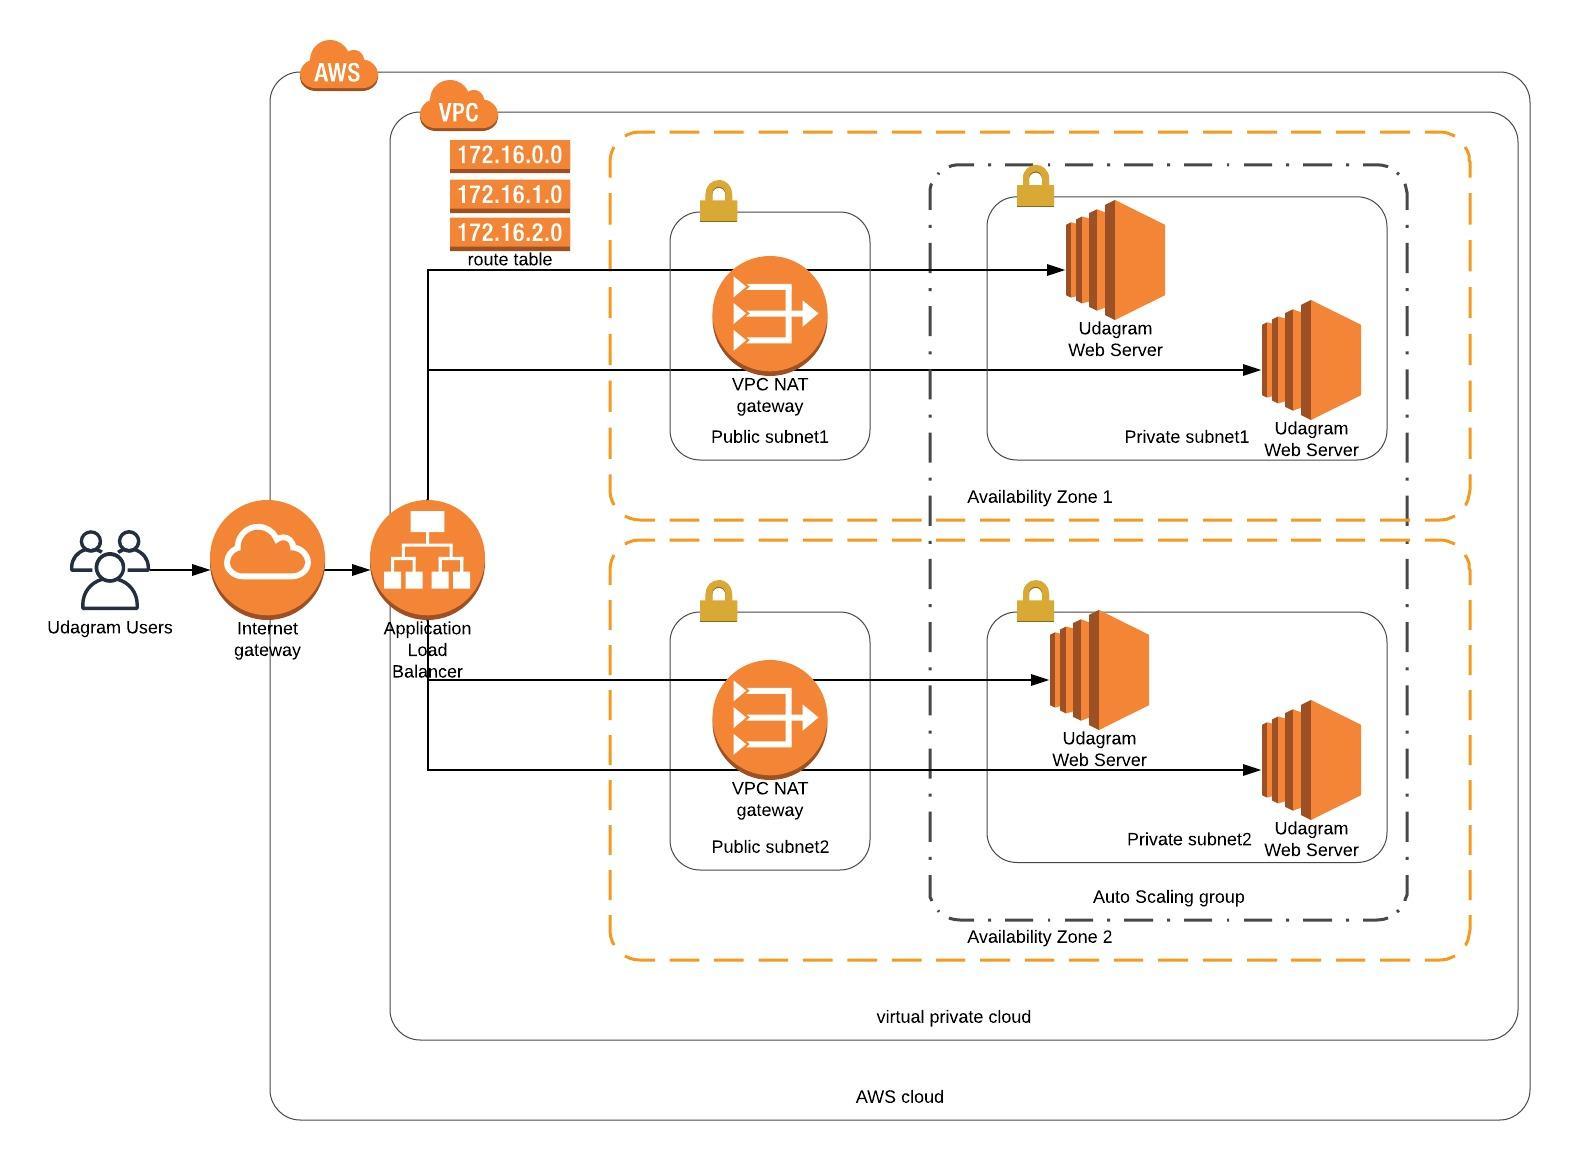 AWS
VPC
172.16.0.0
172.16.1.0
172.16.2.0
route table
Udagram
Web Server
VPC NAT
gateway
Public subnet1
Private subnet1
Udagram
Web Server
Availability Zone 1
Udagram Users
Internet
gateway
Application
Load
Balancer
Udagram
Web Server
VPC NAT
gateway
Public subnet2
Private subnet2
Udagram
Web Server
Auto Scaling group
Availability Zone 2
virtual private cloud
AWS cloud